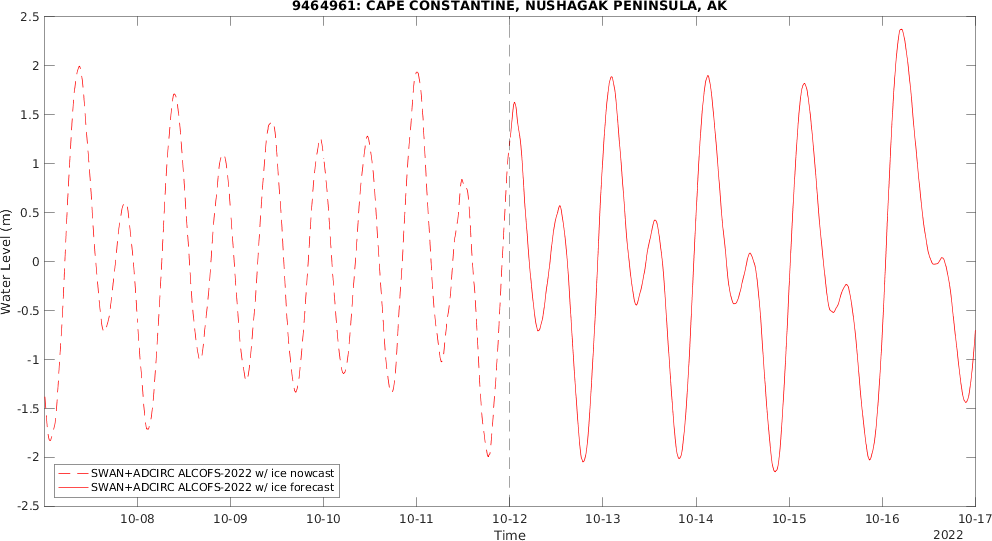 9464961: CAPE CONSTANTINE, NUSHAGAK PENINSULA, AK
2.5
2
1.5
1
0.5
0
-0.5
-1
-1.5
-2
-2.5
Water Level (m)
SWAN+ADCIRC ALCOFS-2022 w/ ice nowcast
SWAN+ADCIRC ALCOFS-2022 w/ ice forecast
10-08 10-09 10-10 10-11 10-12 10-13 10-14 10-15 10-16 10-17
Time
2022